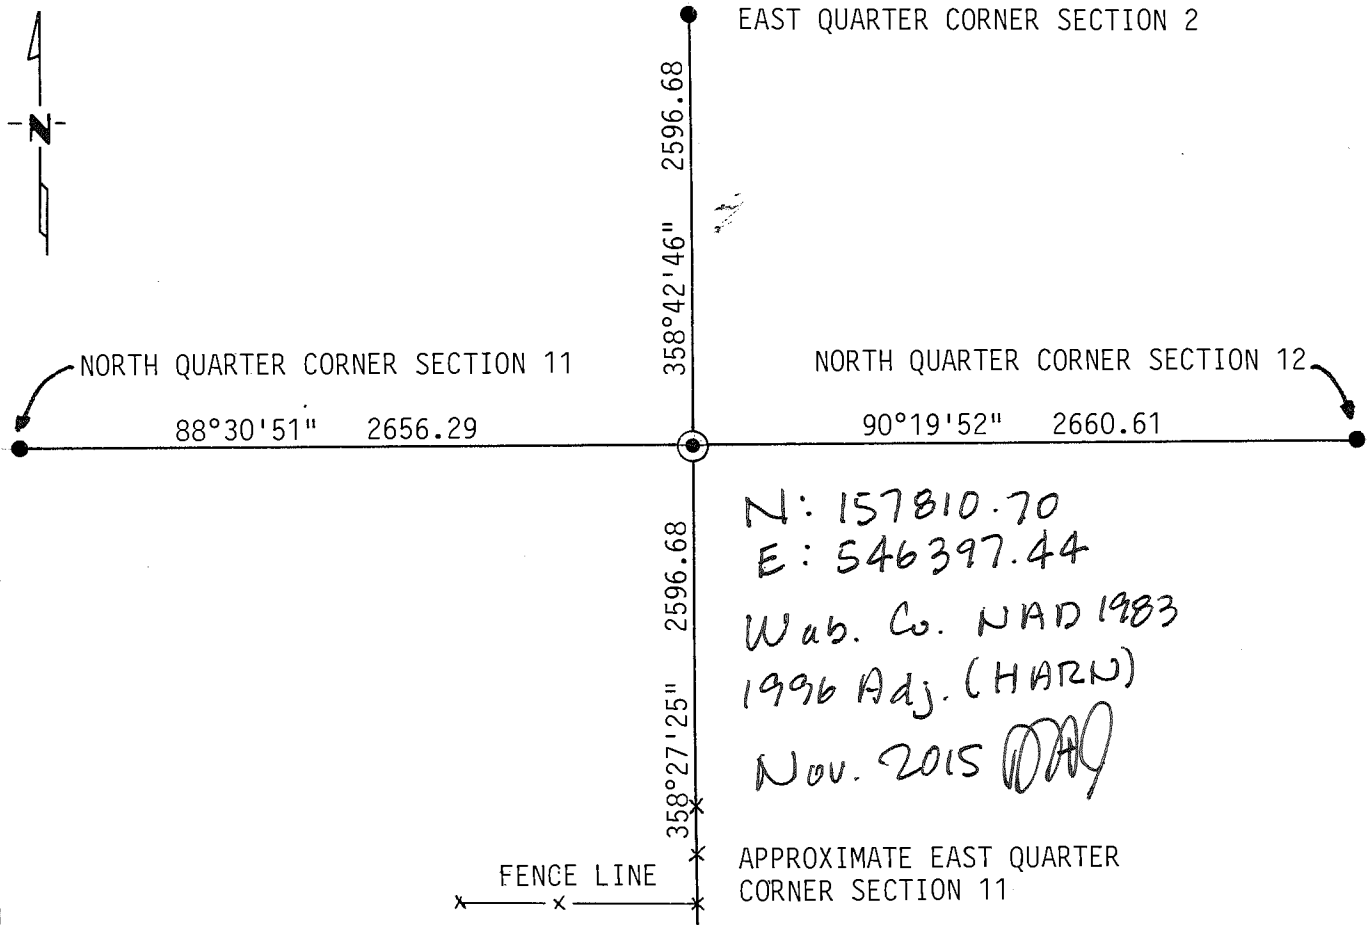 EAST QUARTER CORNER SECTION 2
2596.68
358°42'46"
N
NORTH QUARTER CORNER SECTION 11
NORTH QUARTER CORNER SECTION 12
88°30'51" 2656.29
90°19'52" 2660.61
N: 157810.70
E: 546397.44
Wab. Co. NAD 1983
1996 Adj. (HARN)
Nov. 2015
2596.68
358°27'25"
APPROXIMATE EAST QUARTER
CORNER SECTION 11
FENCE LINE